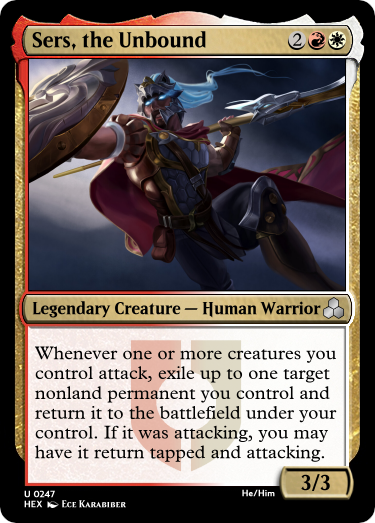 Sers, the Unbound 2
Legendary Creature — Human Warrior
Whenever one or more creatures you
control attack, exile up to one target
nonland permanent you control and
return it to the battlefield under your
control. If it was attacking, you may
have it return tapped and attacking.
3/3
U 0247 He/Him
HEX Ece Karabiber